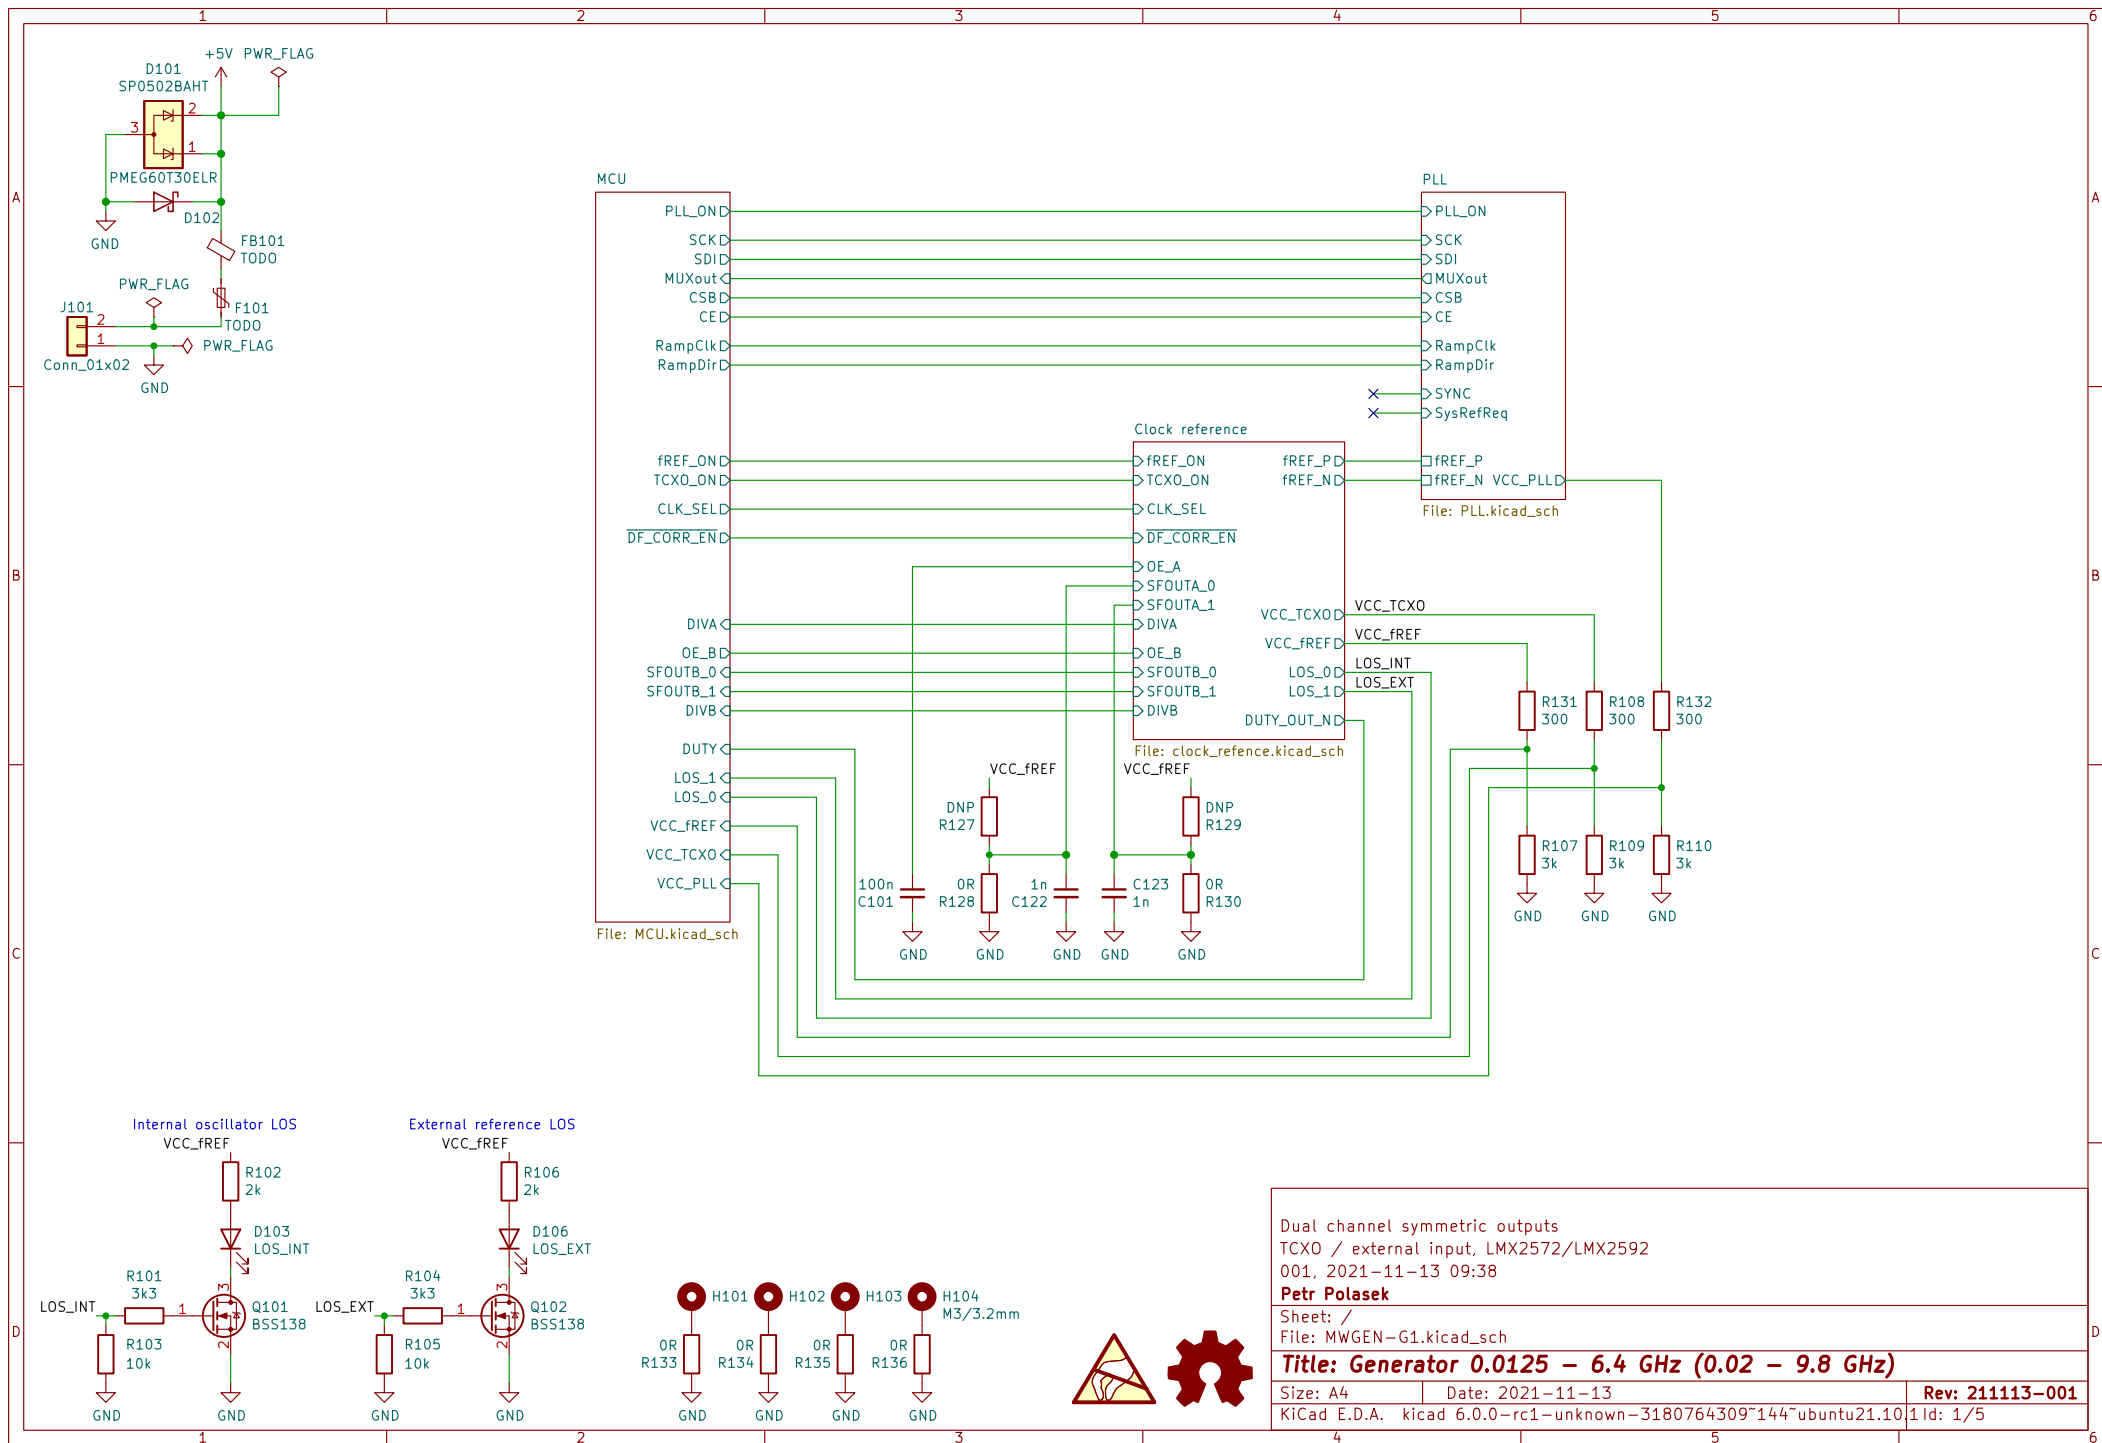 1 2 3 4 5 6
A
B
C
D
A
B
C
D
1 2 3 4 5 6
+5V PWR_FLAG
D101
SP0502BAHT
2
3
1
PMEG60T30ELR
D102
GND
FB101
TODO
PWR_FLAG
F101
TODO
J101
2
1
PWR_FLAG
Conn_01x02
GND
MCU
PLL_ON
SCK
SDI
MUXout
CSB
CE
RampClk
RampDir
fREF_ON
TCXO_ON
CLK_SEL
DF_CORR_EN
DIVA
OE_B
SFOUTB_0
SFOUTB_1
DIVB
DUTY
LOS_1
LOS_0
VCC_fREF
VCC_TCXO
VCC_PLL
File: MCU.kicad_sch
PLL
PLL_ON
SCK
SDI
MUXout
CSB
CE
RampClk
RampDir
SYNC
SysRefReq
fREF_P
fREF_N VCC_PLL
File: PLL.kicad_sch
Clock reference
fREF_ON fREF_P
TCXO_ON fREF_N
CLK_SEL
DF_CORR_EN
OE_A
SFOUTA_0
SFOUTA_1
DIVA
OE_B
SFOUTB_0
SFOUTB_1
DIVB
VCC_TCXO
VCC_fREF
LOS_0
LOS_1
DUTY_OUT_N
File: clock_refence.kicad_sch
VCC_TCXO
VCC_fREF
LOS_INT
LOS_EXT
R131
300
R108
300
R132
300
R107
3k
R109
3k
R110
3k
GND GND GND
VCC_fREF VCC_fREF
DNP
R127
DNP
R129
100n
C101
0R
R128
1n
C122
C123
1n
0R
R130
GND GND GND GND GND
Internal oscillator LOS
VCC_fREF
R102
2k
D103
LOS_INT
R101
3k3
LOS_INT
1
3
2
Q101
BSS138
R103
10k
GND GND
External reference LOS
VCC_fREF
R106
2k
D106
LOS_EXT
R104
3k3
LOS_EXT
1
3
2
Q102
BSS138
R105
10k
GND GND
H101 H102 H103 H104
M3/3.2mm
0R
R133
0R
R134
0R
R135
0R
R136
GND GND GND GND
Dual channel symmetric outputs
TCXO / external input, LMX2572/LMX2592
001, 2021-11-13 09:38
Petr Polasek
Sheet: /
File: MWGEN-G1.kicad_sch
Title: Generator 0.0125 - 6.4 GHz (0.02 - 9.8 GHz)
Size: A4 Date: 2021-11-13 Rev: 211113-001
KiCad E.D.A. kicad 6.0.0-rc1-unknown-3180764309~144~ubuntu21.10.1 Id: 1/5